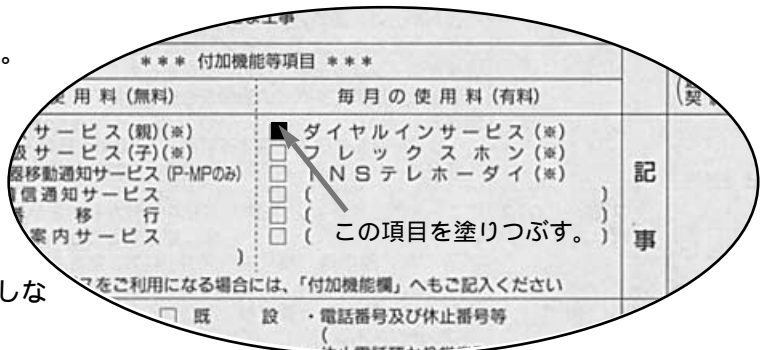 。
しな
＊＊＊ 付加機能等項目 ＊＊＊
使 用 料 (無料)
毎 月 の 使 用 料 (有料)
サ ー ビ ス (親)(※)
■ ダ イ ヤ ル イ ン サ ー ビ ス (※)
級 サ ー ビ ス (子)(※)
□ フ レ ッ ク ス ホ ン (※)
器移動通知サービス (P-MPのみ)
□ I N S テ レ ホ ー ダ イ (※)
信 通 知 サ ー ビ ス
□ ( )
移 行
□ ( )
案 内 サ ー ビ ス
□ ( )
)
この項目を塗りつぶす。
記
事
スをご利用になる場合には、「付加機能欄」へもご記入ください
□ 既 設
・電話番号及び休止番号等
(
契